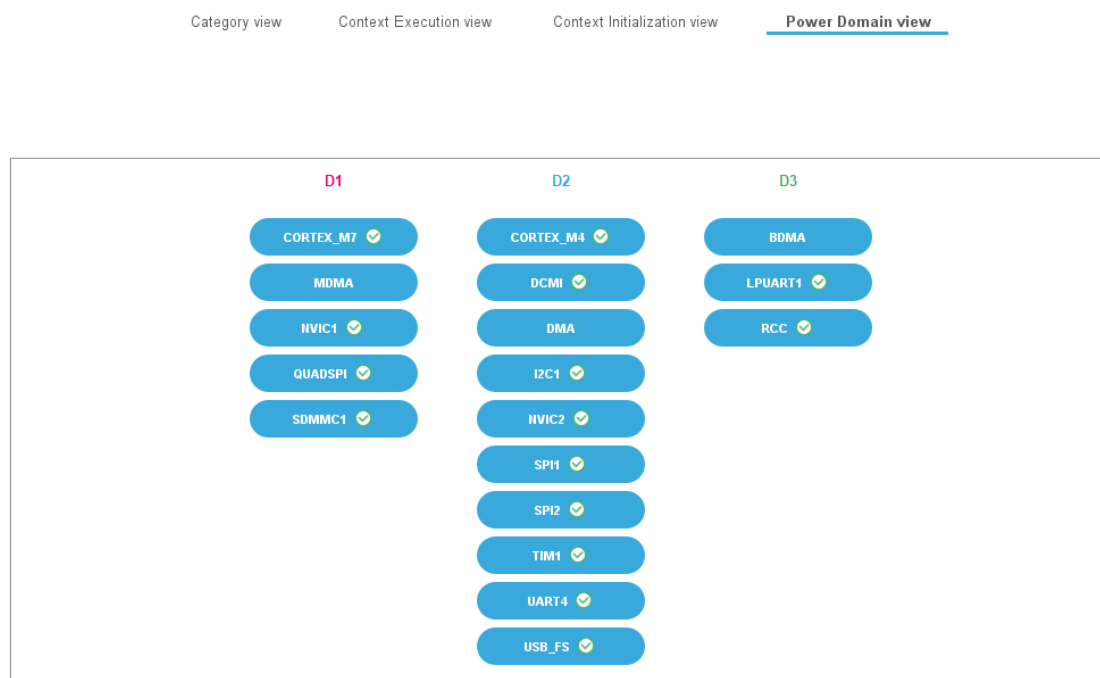 Category view Context Execution view Context Initialization view Power Domain view
D1 D2 D3
CORTEX_M7 CORTEX_M4 BDMA
MDMA DCMI LPUART1
NVIC1 DMA RCC
QUADSPI I2C1
SDMMC1 NVIC2
SPI1
SPI2
TIM1
UART4
USB_FS